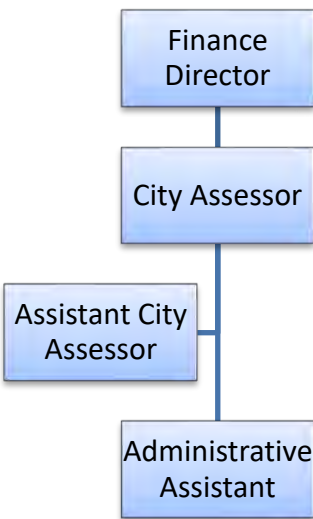 Finance
Director
City Assessor
Assistant City
Assessor
Administrative
Assistant